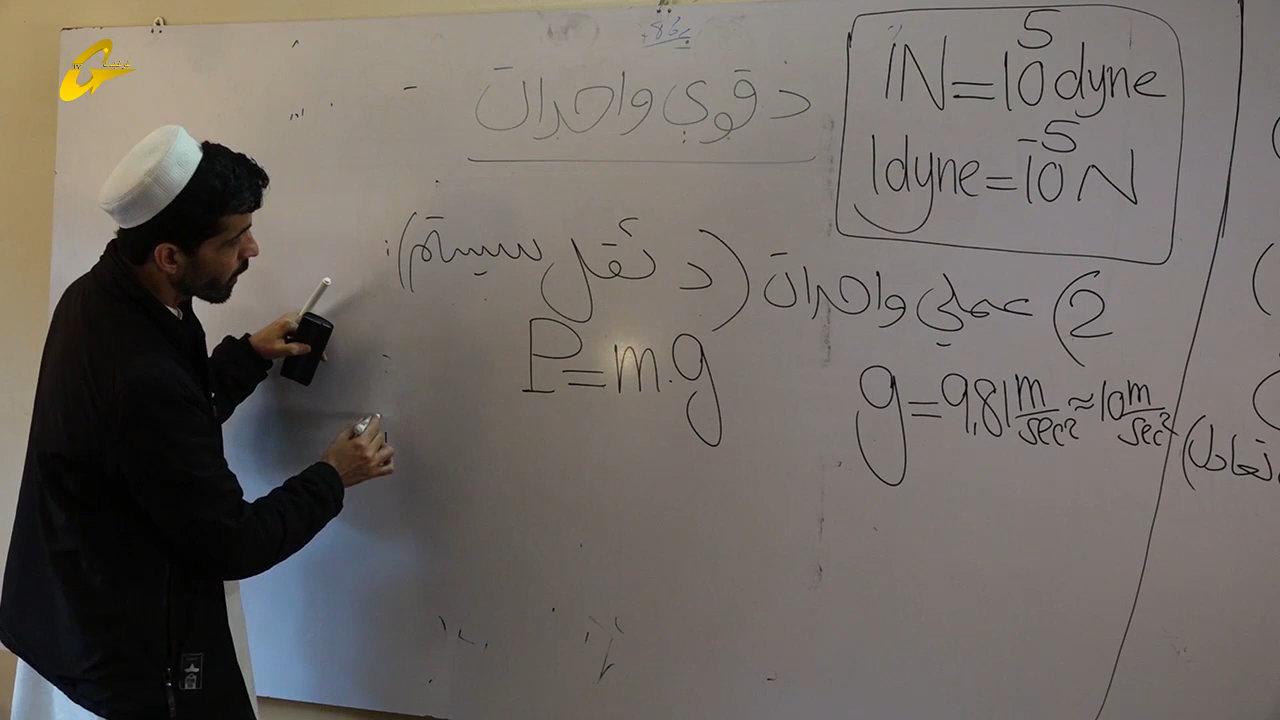 د قوې واحدات
1N=10⁵dyne
1dyne=10⁻⁵N
2) عملي واحدات (د ثقل سیستم):
P=m.g
g=9,81 m/sec² ≈ 10 m/sec²